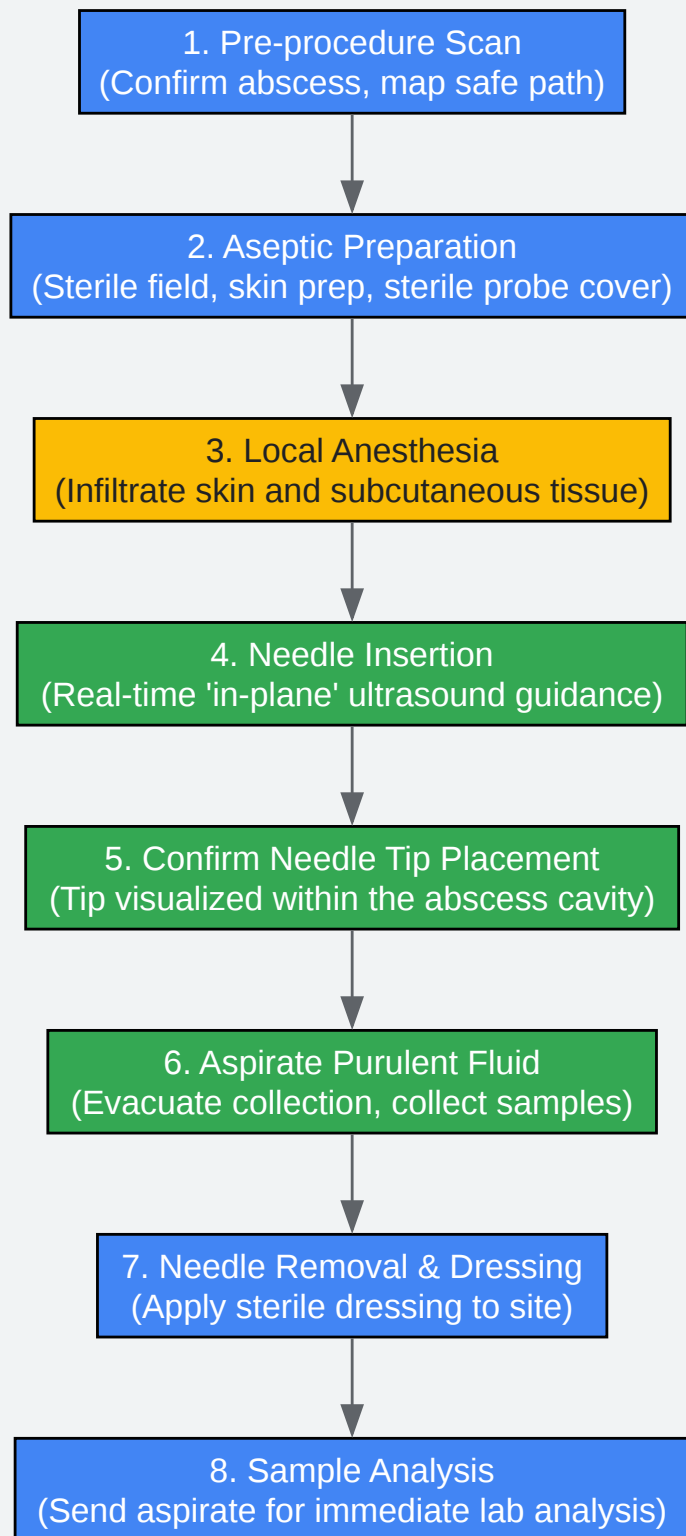 1. Pre-procedure Scan
(Confirm abscess, map safe path)
2. Aseptic Preparation
(Sterile field, skin prep, sterile probe cover)
3. Local Anesthesia
(Infiltrate skin and subcutaneous tissue)
4. Needle Insertion
(Real-time 'in-plane' ultrasound guidance)
5. Confirm Needle Tip Placement
(Tip visualized within the abscess cavity)
6. Aspirate Purulent Fluid
(Evacuate collection, collect samples)
7. Needle Removal & Dressing
(Apply sterile dressing to site)
8. Sample Analysis
(Send aspirate for immediate lab analysis)